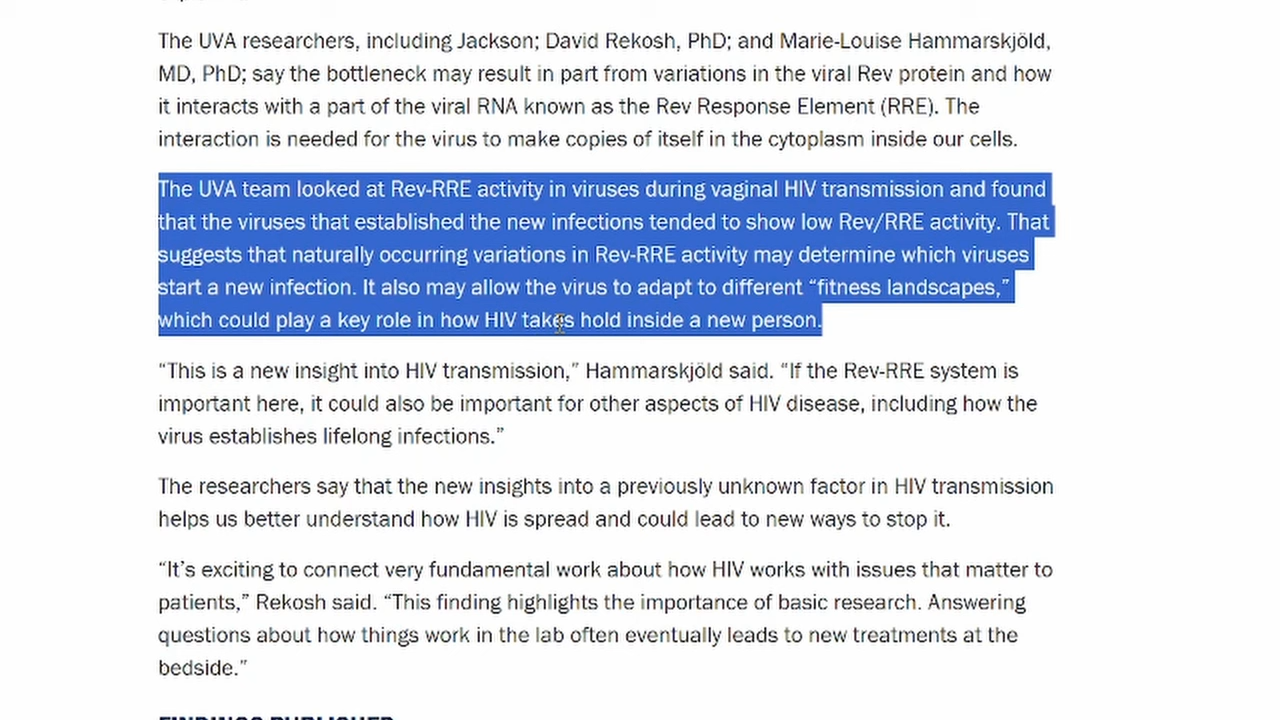 The UVA researchers, including Jackson; David Rekosh, PhD; and Marie-Louise Hammarskjöld,
MD, PhD; say the bottleneck may result in part from variations in the viral Rev protein and how
it interacts with a part of the viral RNA known as the Rev Response Element (RRE). The
interaction is needed for the virus to make copies of itself in the cytoplasm inside our cells.
The UVA team looked at Rev-RRE activity in viruses during vaginal HIV transmission and found
that the viruses that established the new infections tended to show low Rev/RRE activity. That
suggests that naturally occurring variations in Rev-RRE activity may determine which viruses
start a new infection. It also may allow the virus to adapt to different “fitness landscapes,”
which could play a key role in how HIV takes hold inside a new person.
“This is a new insight into HIV transmission,” Hammarskjöld said. “If the Rev-RRE system is
important here, it could also be important for other aspects of HIV disease, including how the
virus establishes lifelong infections.”
The researchers say that the new insights into a previously unknown factor in HIV transmission
helps us better understand how HIV is spread and could lead to new ways to stop it.
“It’s exciting to connect very fundamental work about how HIV works with issues that matter to
patients,” Rekosh said. “This finding highlights the importance of basic research. Answering
questions about how things work in the lab often eventually leads to new treatments at the
bedside.”
FINDINGS PUBLISHED